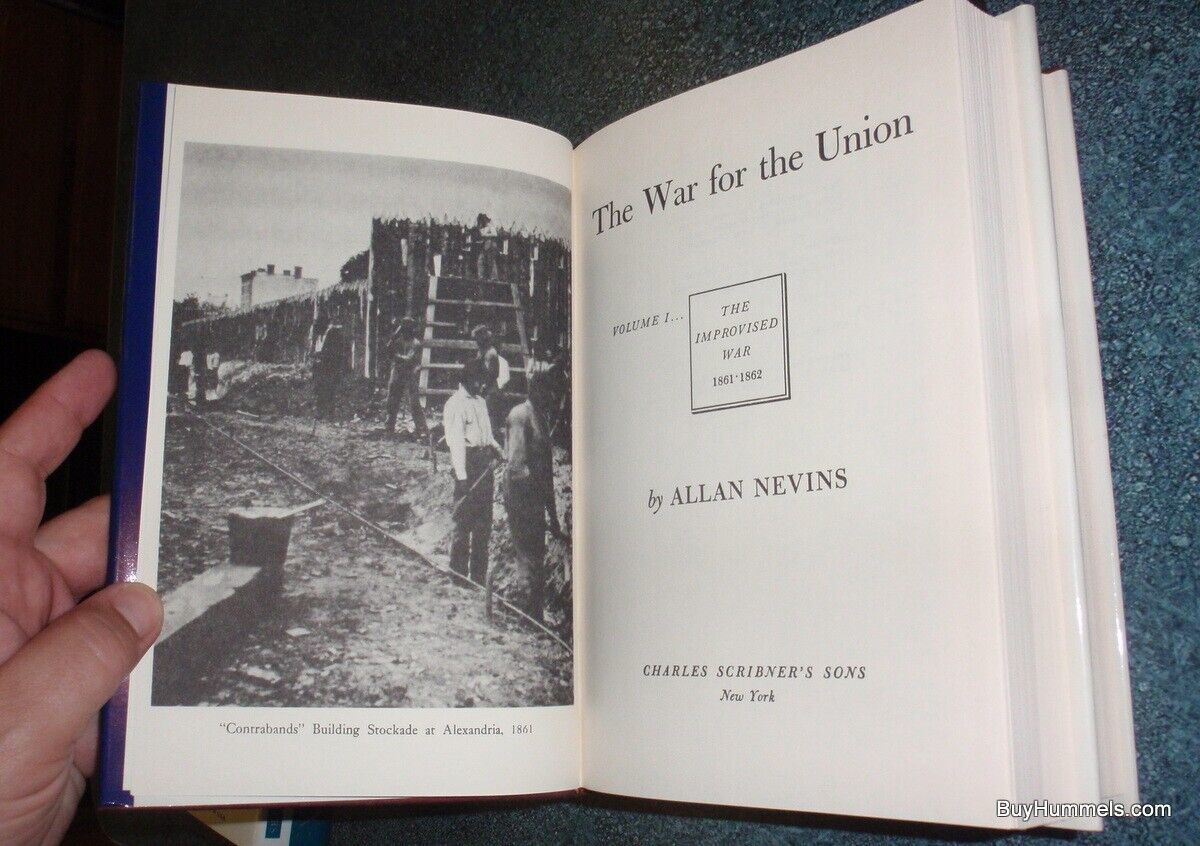 "Contrabands" Building Stockade at Alexandria, 1861
The War for the Union
VOLUME I...
THE
IMPROVISED
WAR
1861·1862
by ALLAN NEVINS
CHARLES SCRIBNER'S SONS
New York
BuyHummels.com